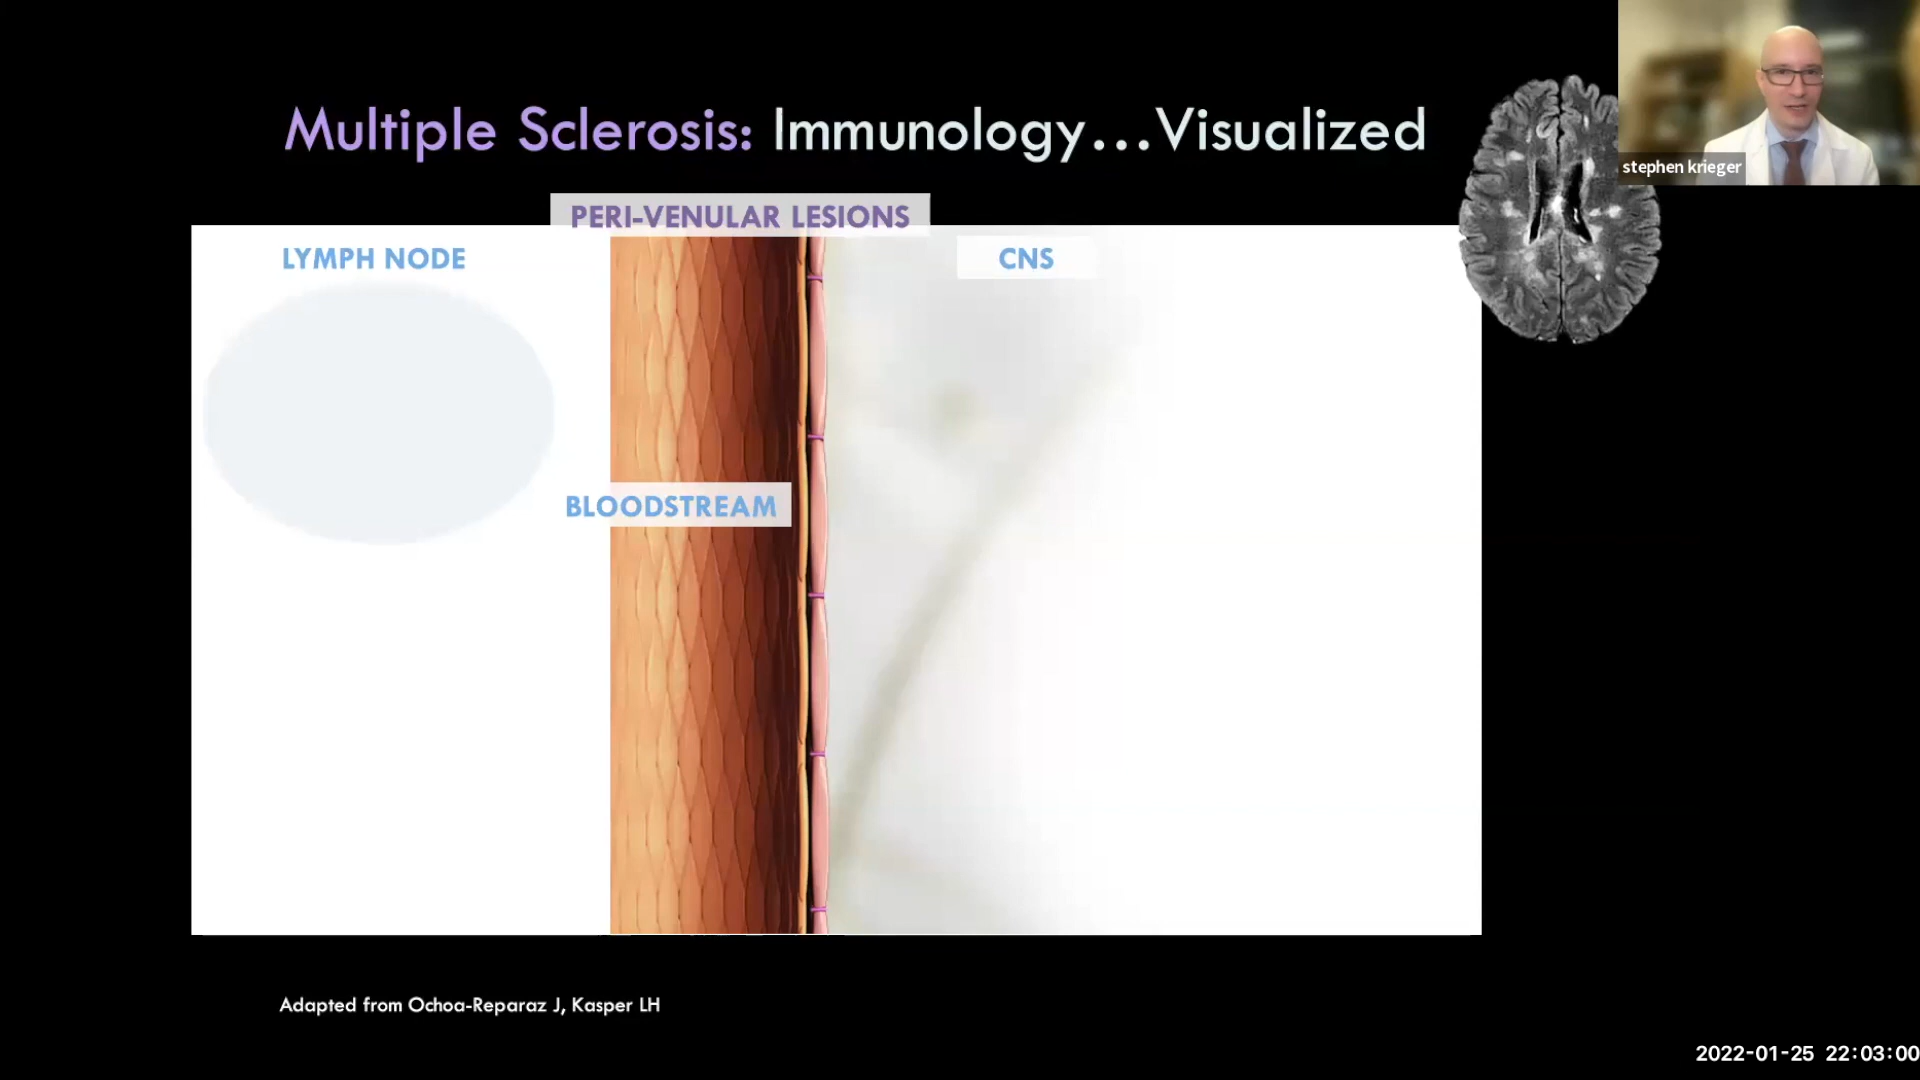 Multiple Sclerosis: Immunology...Visualized
stephen krieger
PERI-VENULAR LESIONS
LYMPH NODE
CNS
BLOODSTREAM
Adapted from Ochoa-Reparaz J, Kasper LH
2022-01-25 22:03:00